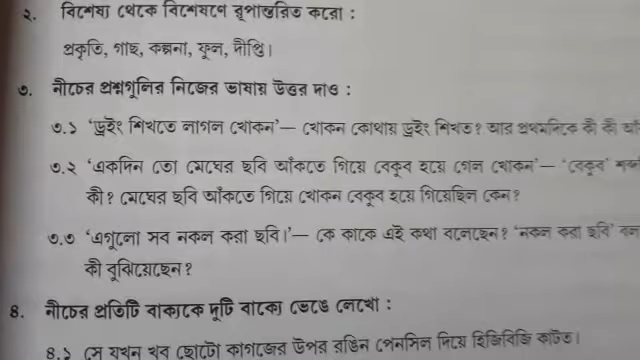 ২. বিশেষ্য থেকে বিশেষণে রূপান্তরিত করো :
প্রকৃতি, গাছ, কল্পনা, ফুল, দীপ্তি।
৩. নীচের প্রশ্নগুলির নিজের ভাষায় উত্তর দাও :
৩.১ 'ড্রইং শিখতে লাগল খোকন'— খোকন কোথায় ড্রইং শিখত? আর প্রথমদিকে কী কী
৩.২ 'একদিন তো মেঘের ছবি আঁকতে গিয়ে বেকুব হয়ে গেল খোকন'— 'বেকুব'
কী? মেঘের ছবি আঁকতে গিয়ে খোকন বেকুব হয়ে গিয়েছিল কেন?
৩.৩ 'এগুলো সব নকল করা ছবি।'— কে কাকে এই কথা বলেছেন? 'নকল করা ছবি'
কী বুঝিয়েছেন?
৪. নীচের প্রতিটি বাক্যকে দুটি বাক্যে ভেঙে লেখো :
৪.১ সে যখন খুব ছোটো কাগজের উপর রঙিন পেনসিল দিয়ে হিজিবিজি কাটত।